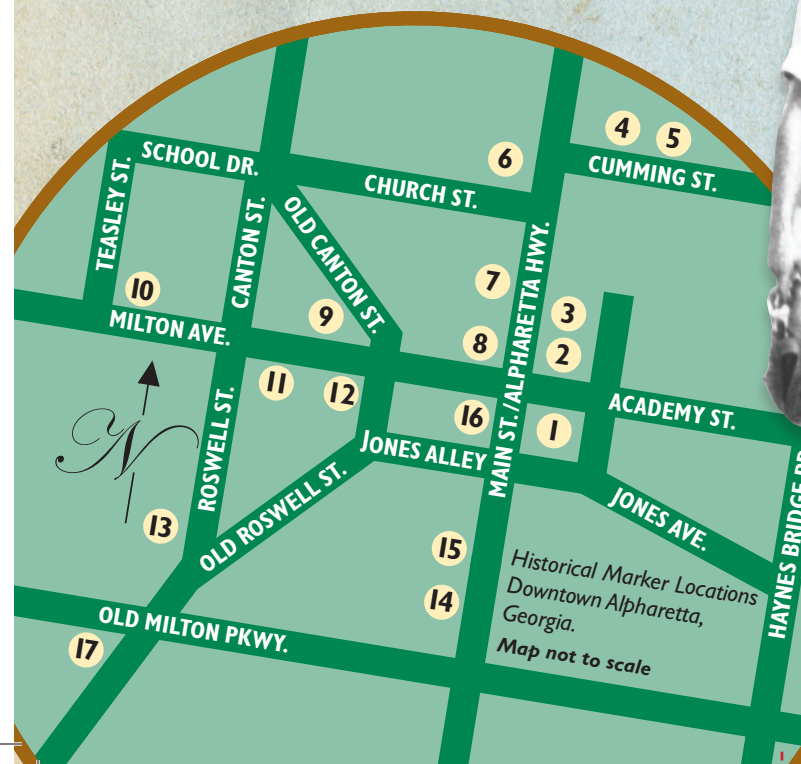 4
5
6
SCHOOL DR.
CUMMING ST.
CHURCH ST.
TEASLEY ST.
CANTON ST.
OLD CANTON ST.
MAIN ST./ALPHARETTA HWY.
7
10
3
9
MILTON AVE.
8
2
11
12
ACADEMY ST.
16
1
N
ROSWELL ST.
JONES ALLEY
OLD ROSWELL ST.
JONES AVE.
13
15
HAYNES BRIDGE
14
Historical Marker Locations
Downtown Alpharetta,
Georgia.
Map not to scale
OLD MILTON PKWY.
17